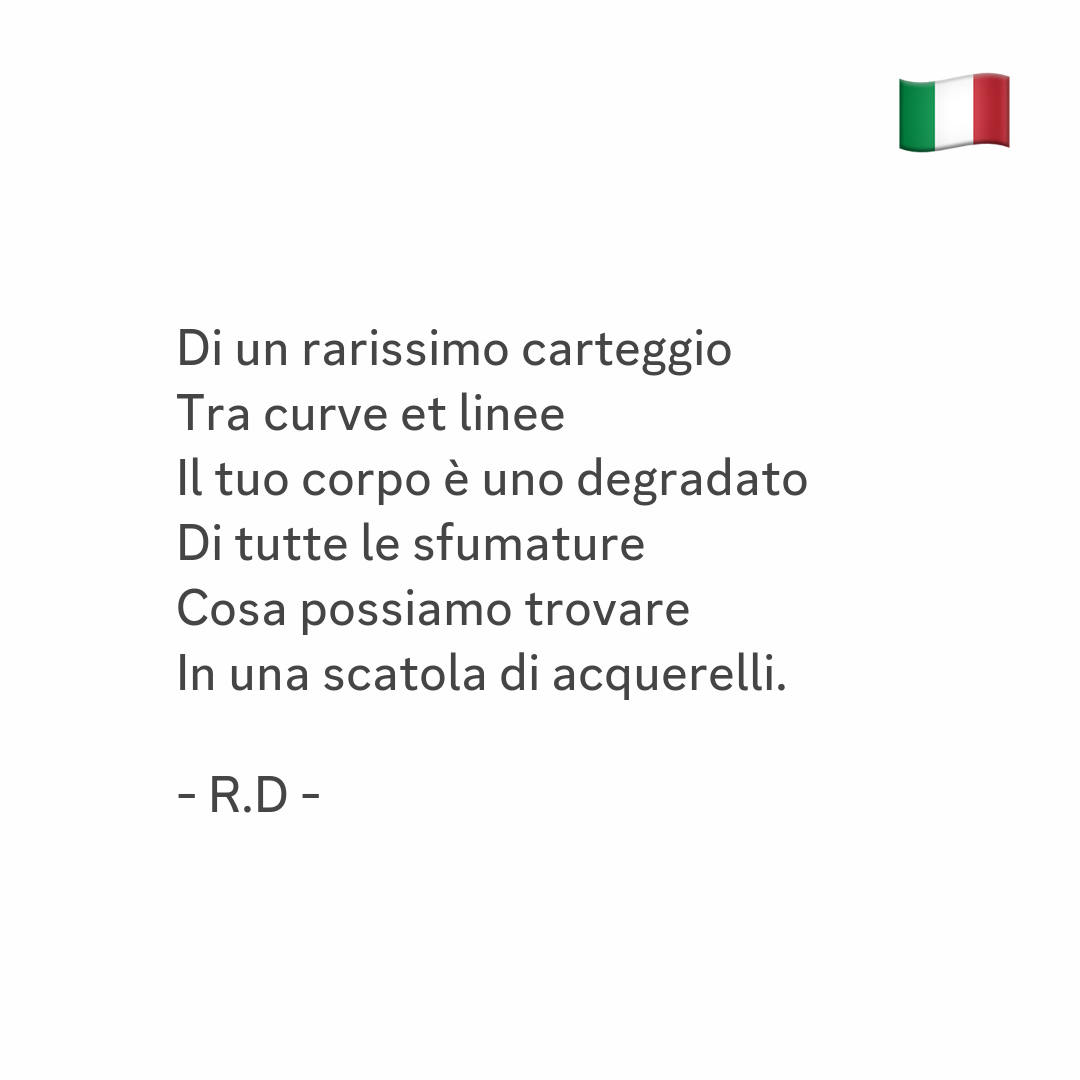 Di un rarissimo carteggio
Tra curve et linee
Il tuo corpo è uno degradato
Di tutte le sfumature
Cosa possiamo trovare
In una scatola di acquerelli.
- R.D -